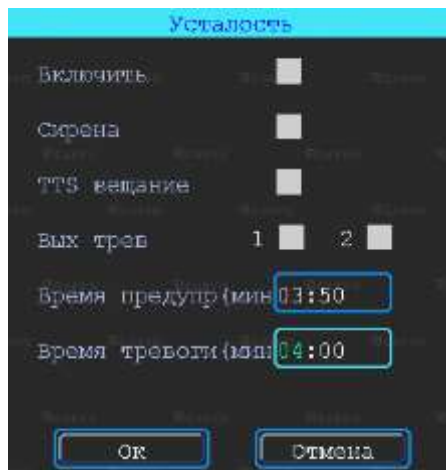 Усталость
Включить
Сирена
TTS вещание
Вых трев 1 2
Время предупр(мин 03:50
Время тревоги(мин 04:00
Ок Отмена